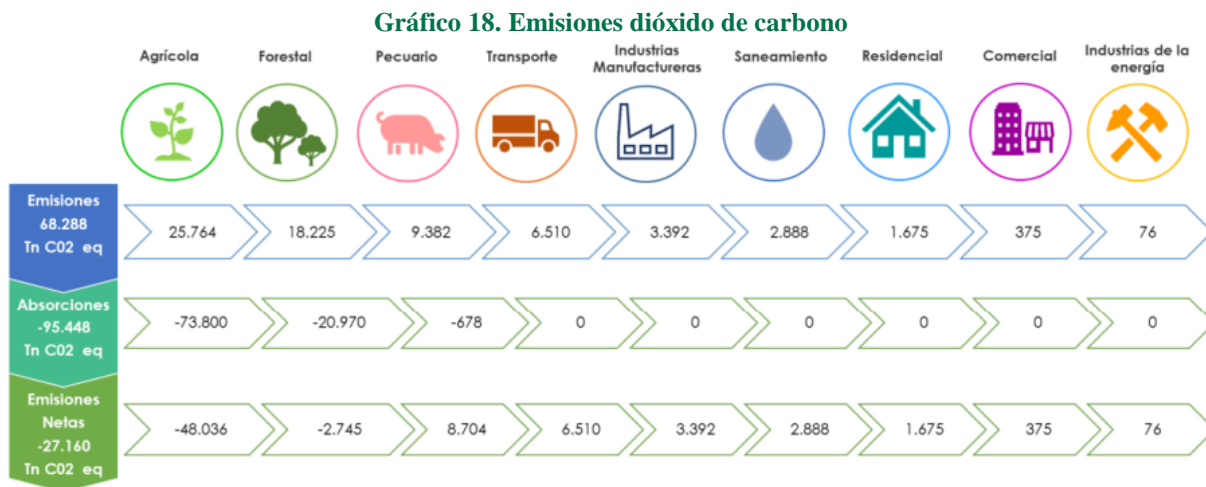 Gráfico 18. Emisiones dióxido de carbono
Agrícola
Forestal
Pecuario
Transporte
Industrias
Manufactureras
Saneamiento
Residencial
Comercial
Industrias de la
energía
Emisiones
68.288
Tn C02 eq
25.764
18.225
9.382
6.510
3.392
2.888
1.675
375
76
Absorciones
-95.448
Tn C02 eq
-73.800
-20.970
-678
0
0
0
0
0
0
Emisiones
Netas
-27.160
Tn C02 eq
-48.036
-2.745
8.704
6.510
3.392
2.888
1.675
375
76